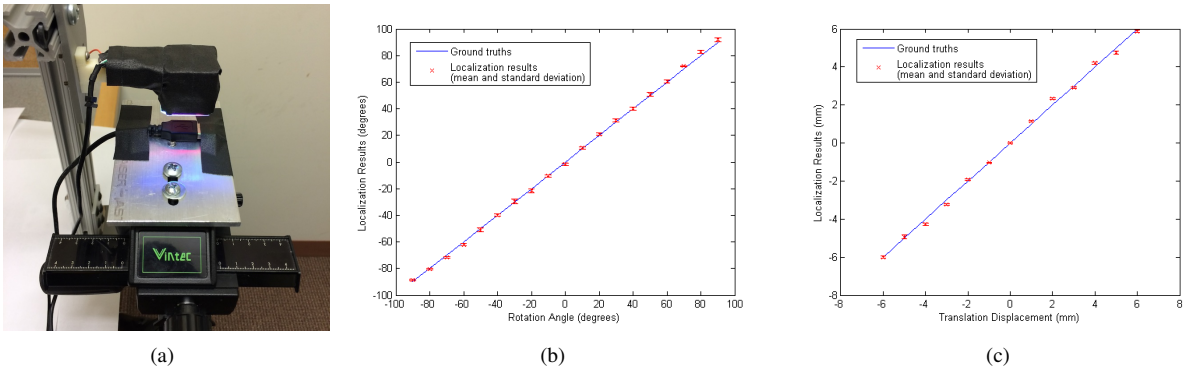 Vintec
(a)
100
80
60
40
20
0
-20
-40
-60
-80
-100
-100 -80 -60 -40 -20 0 20 40 60 80 100
Localization Results (degrees)
Rotation Angle (degrees)
Ground truths
Localization results
(mean and standard deviation)
(b)
6
4
2
0
-2
-4
-6
-8
-8 -6 -4 -2 0 2 4 6 8
Localization Results (mm)
Translation Displacement (mm)
Ground truths
Localization results
(mean and standard deviation)
(c)